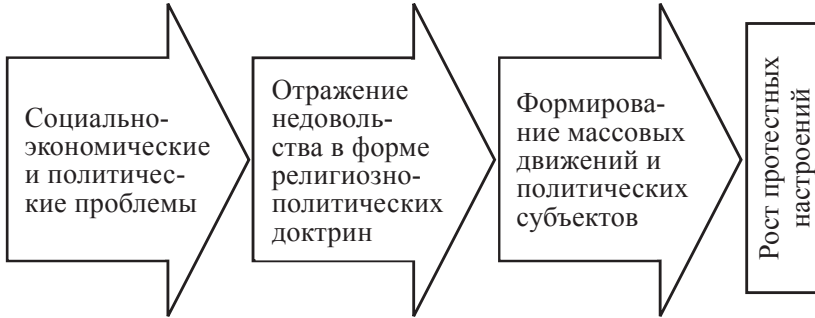 Социально-
экономические
и политичес-
кие проблемы
Отражение
недоволь-
ства в форме
религиозно-
политических
доктрин
Формирова-
ние массовых
движений и
политических
субъектов
Рост протестных
настроений